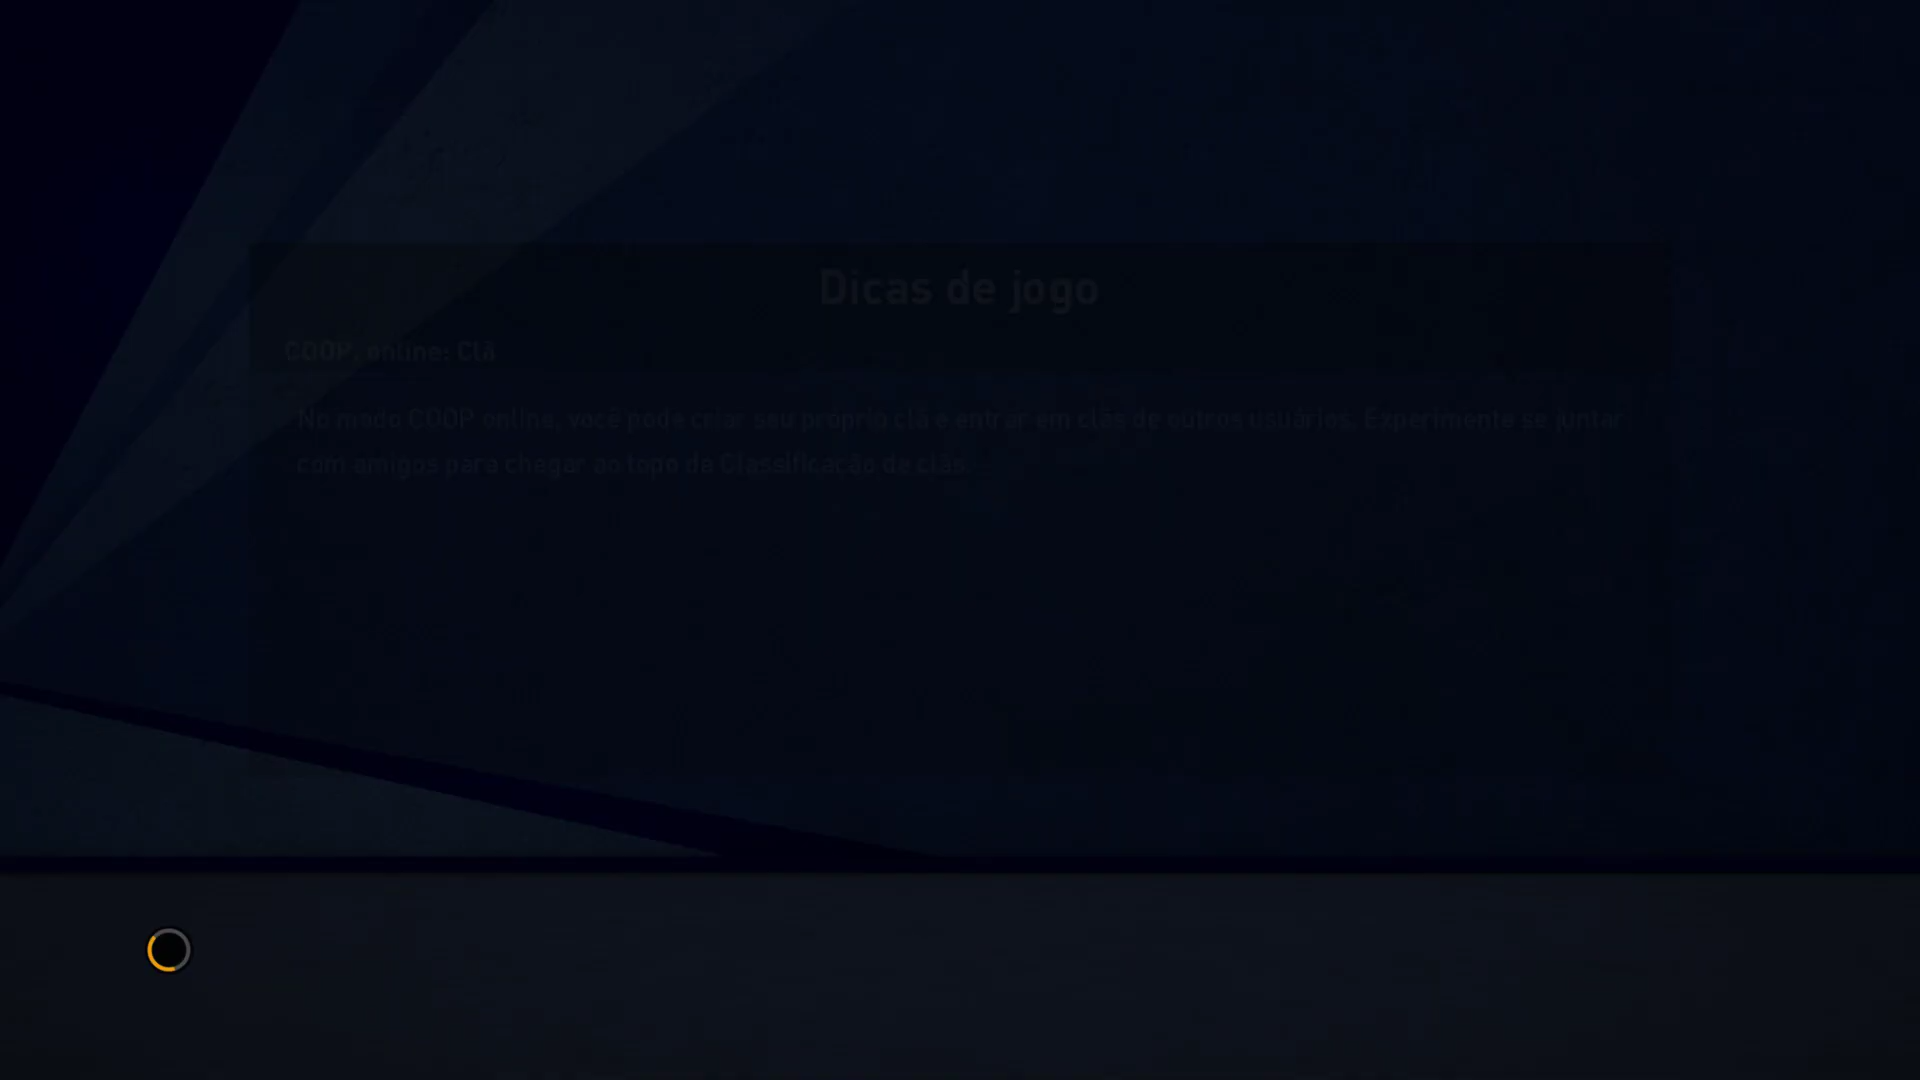 Dicas de jogo
COOP. online: Clã
No modo COOP online, você pode criar seu próprio clã e entrar em clãs de outros usuários. Experimente se juntar
com amigos para chegar ao topo da Classificação de clãs.